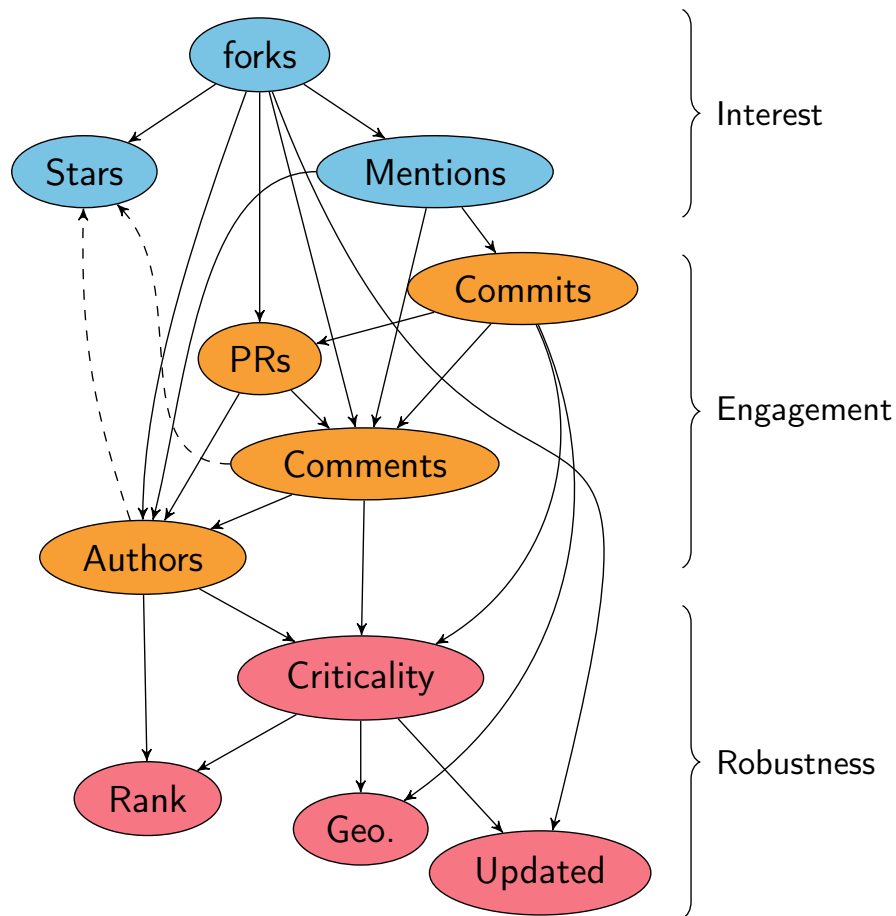 forks
Interest
Stars
Mentions
Commits
PRs
Engagement
Comments
Authors
Criticality
Robustness
Rank
Geo.
Updated